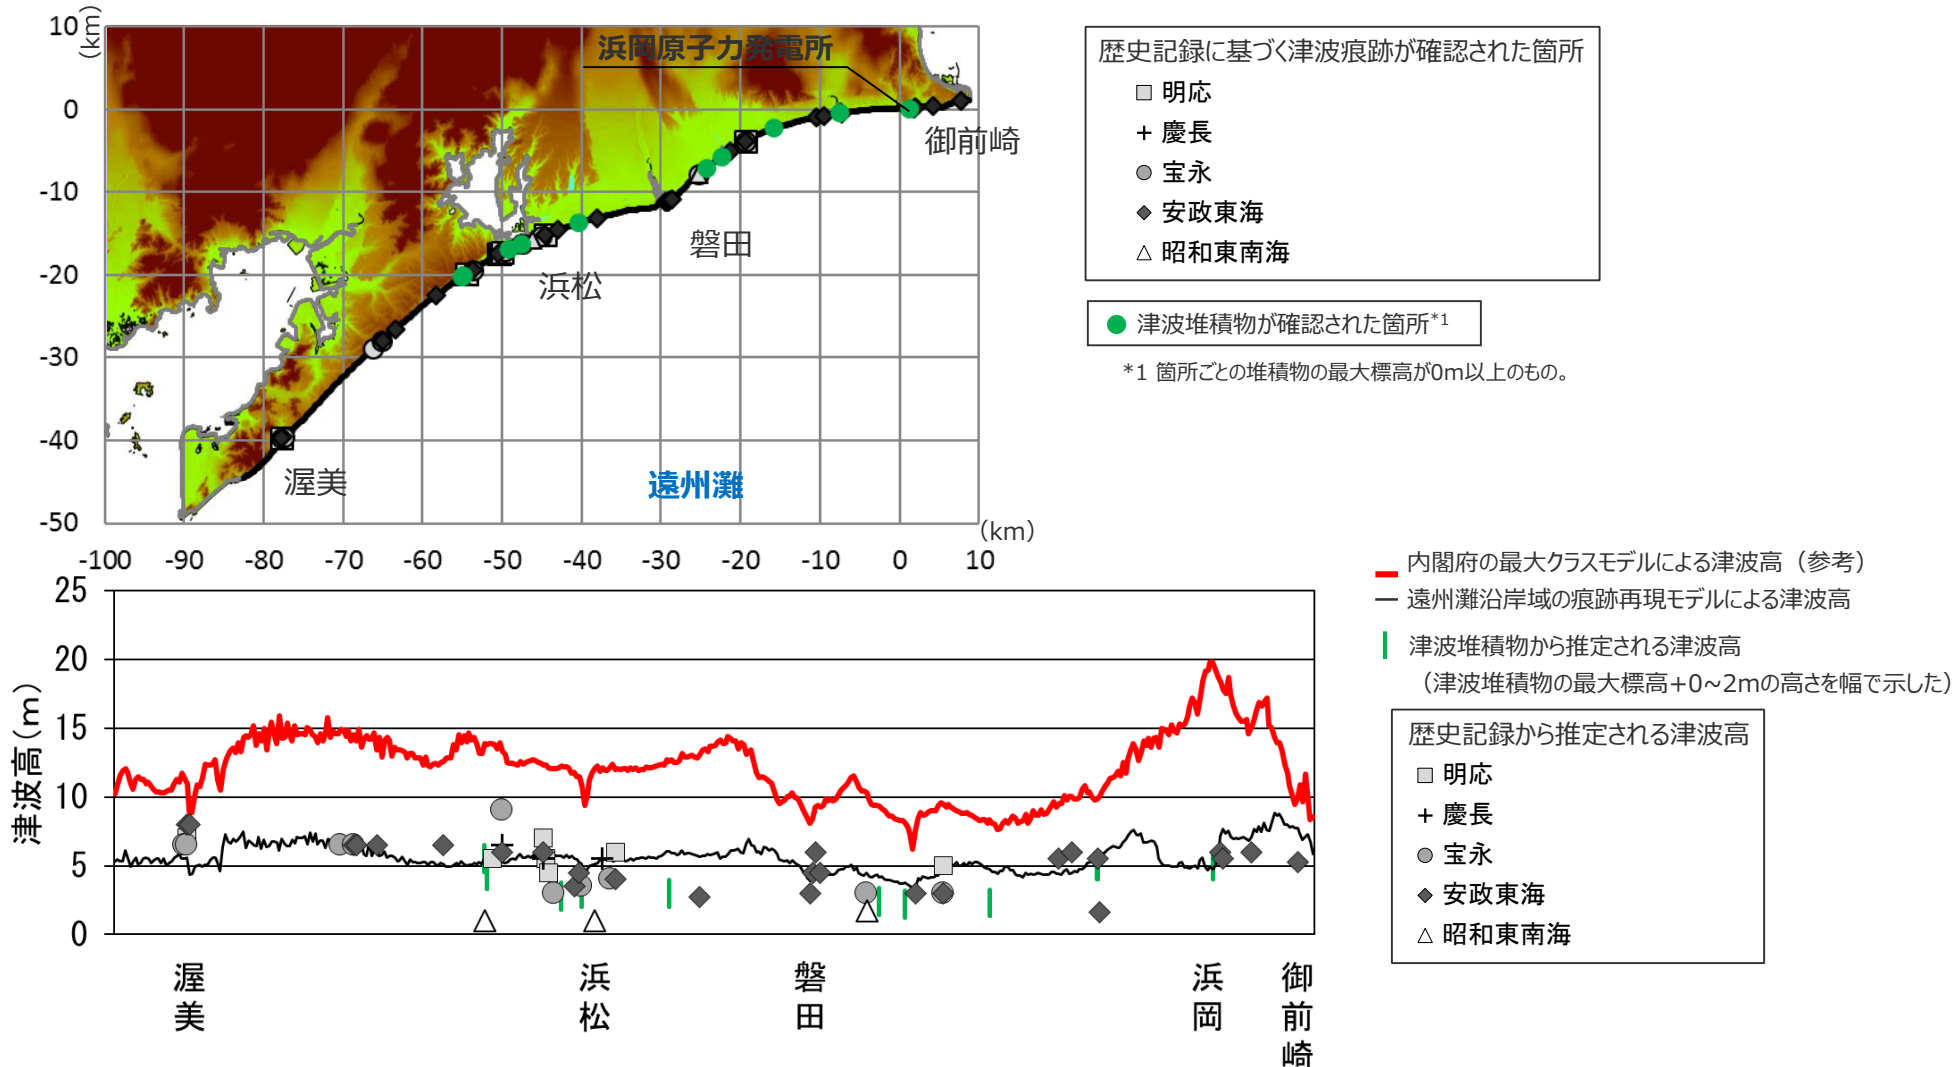 10
(km)
0
-10
-20
-30
-40
-50
-100
-90
-80
-70
-60
-50
-40
-30
-20
-10
0
10
(km)
浜岡原子力発電所
御前崎
磐田
浜松
渥美
遠州灘
歴史記録に基づく津波痕跡が確認された箇所
明応
慶長
宝永
安政東海
昭和東南海
津波堆積物が確認された箇所*1
*1 箇所ごとの堆積物の最大標高が0m以上のもの。
25
20
15
10
5
0
津波高(m)
渥美
浜松
磐田
浜岡
御前崎
内閣府の最大クラスモデルによる津波高（参考）
遠州灘沿岸域の痕跡再現モデルによる津波高
津波堆積物から推定される津波高
（津波堆積物の最大標高+0~2mの高さを幅で示した）
歴史記録から推定される津波高
明応
慶長
宝永
安政東海
昭和東南海